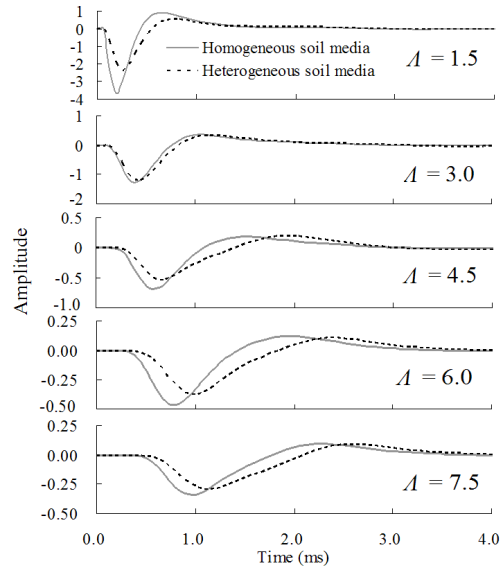 1
0
-1
-2
-3
-4
Homogeneous soil media
Heterogeneous soil media
Λ = 1.5
1
0
-1
-2
Λ = 3.0
0.5
0.0
-0.5
-1.0
Λ = 4.5
Amplitude
0.25
0.00
-0.25
-0.50
Λ = 6.0
0.25
0.00
-0.25
-0.50
Λ = 7.5
0.0 1.0 2.0 3.0 4.0
Time (ms)